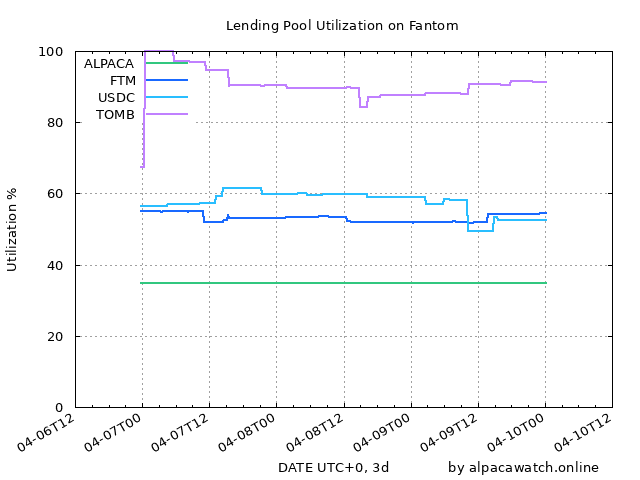 Lending Pool Utilization on Fantom
Utilization %
100
80
60
40
20
0
ALPACA
FTM
USDC
TOMB
04-06T12
04-07T00
04-07T12
04-08T00
04-08T12
04-09T00
04-09T12
04-10T00
04-10T12
DATE UTC+0, 3d
by alpacawatch.online